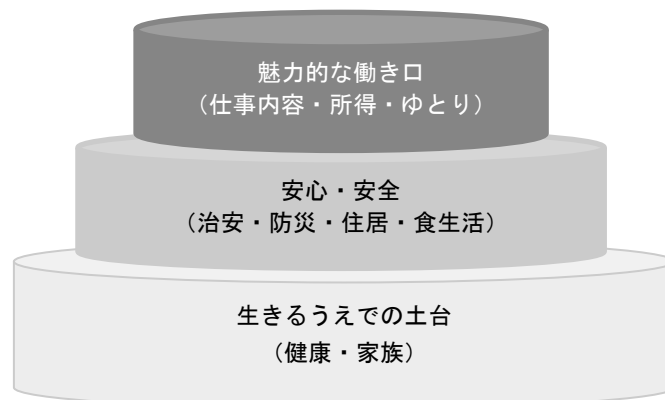 魅力的な働き口
（仕事内容・所得・ゆとり）
安心・安全
（治安・防災・住居・食生活）
生きるうえでの土台
（健康・家族）